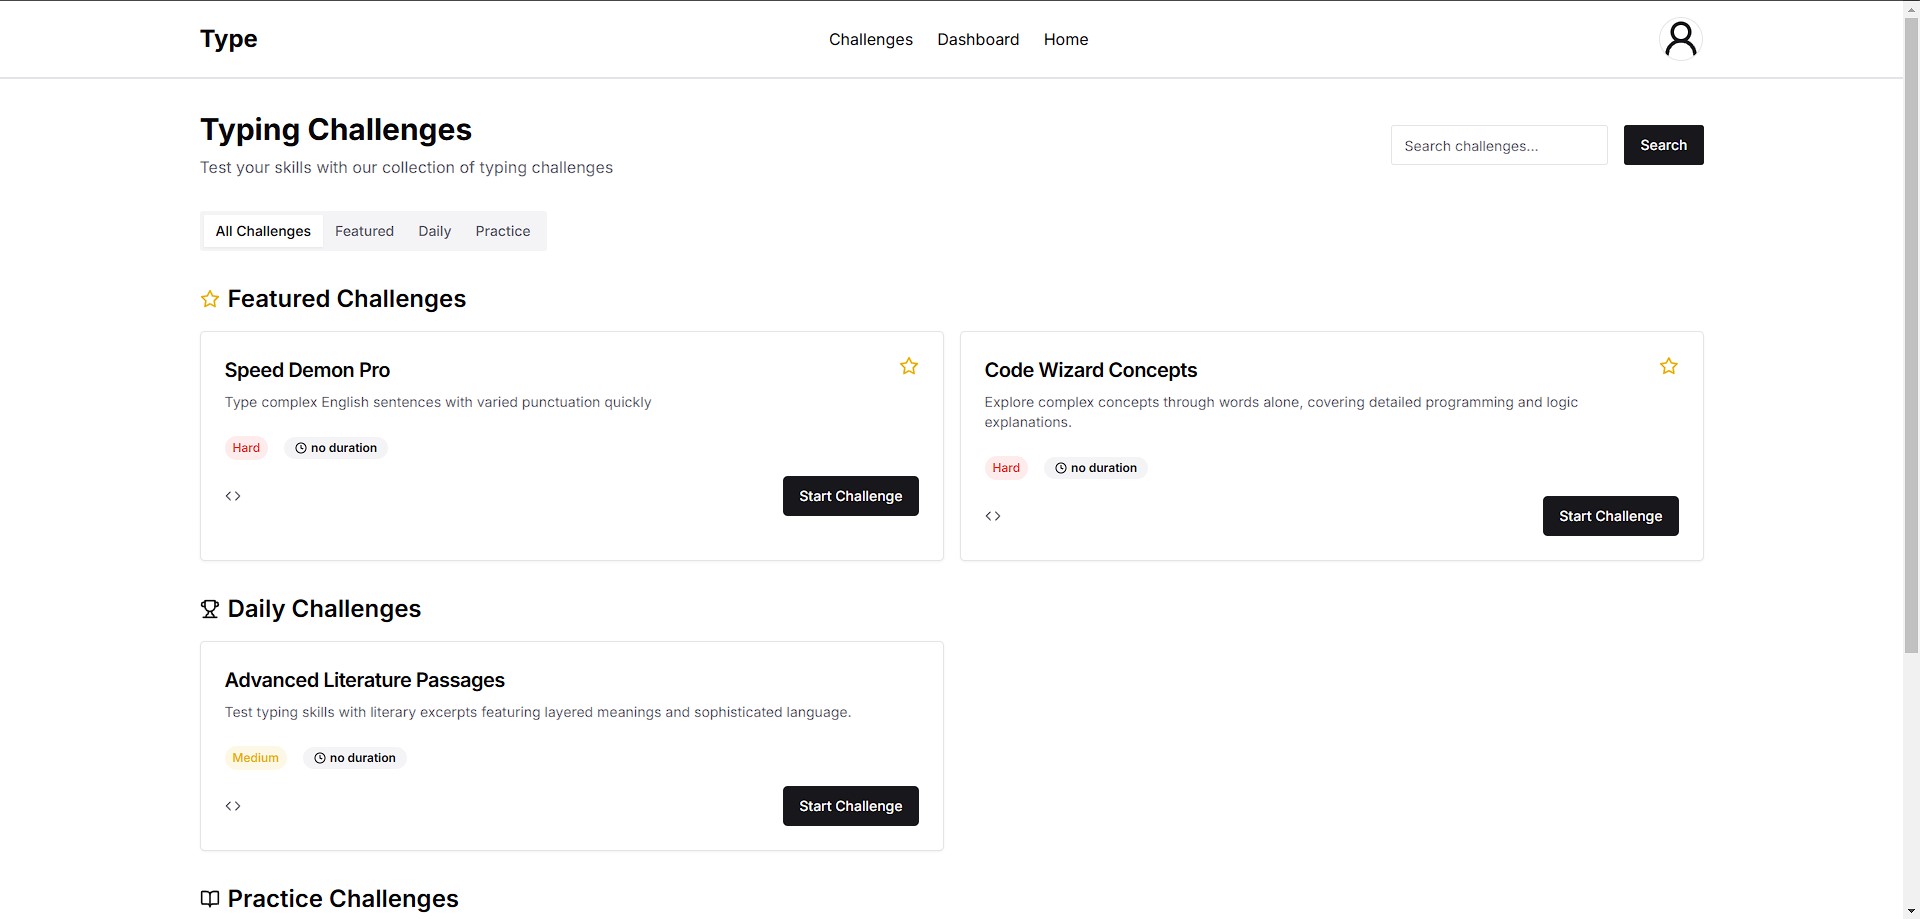 Type
Challenges Dashboard Home
Typing Challenges
Test your skills with our collection of typing challenges
Search challenges...
Search
All Challenges Featured Daily Practice
Featured Challenges
Speed Demon Pro
Type complex English sentences with varied punctuation quickly
Hard
no duration
Start Challenge
Code Wizard Concepts
Explore complex concepts through words alone, covering detailed programming and logic
explanations.
Hard
no duration
Start Challenge
Daily Challenges
Advanced Literature Passages
Test typing skills with literary excerpts featuring layered meanings and sophisticated language.
Medium
no duration
Start Challenge
Practice Challenges